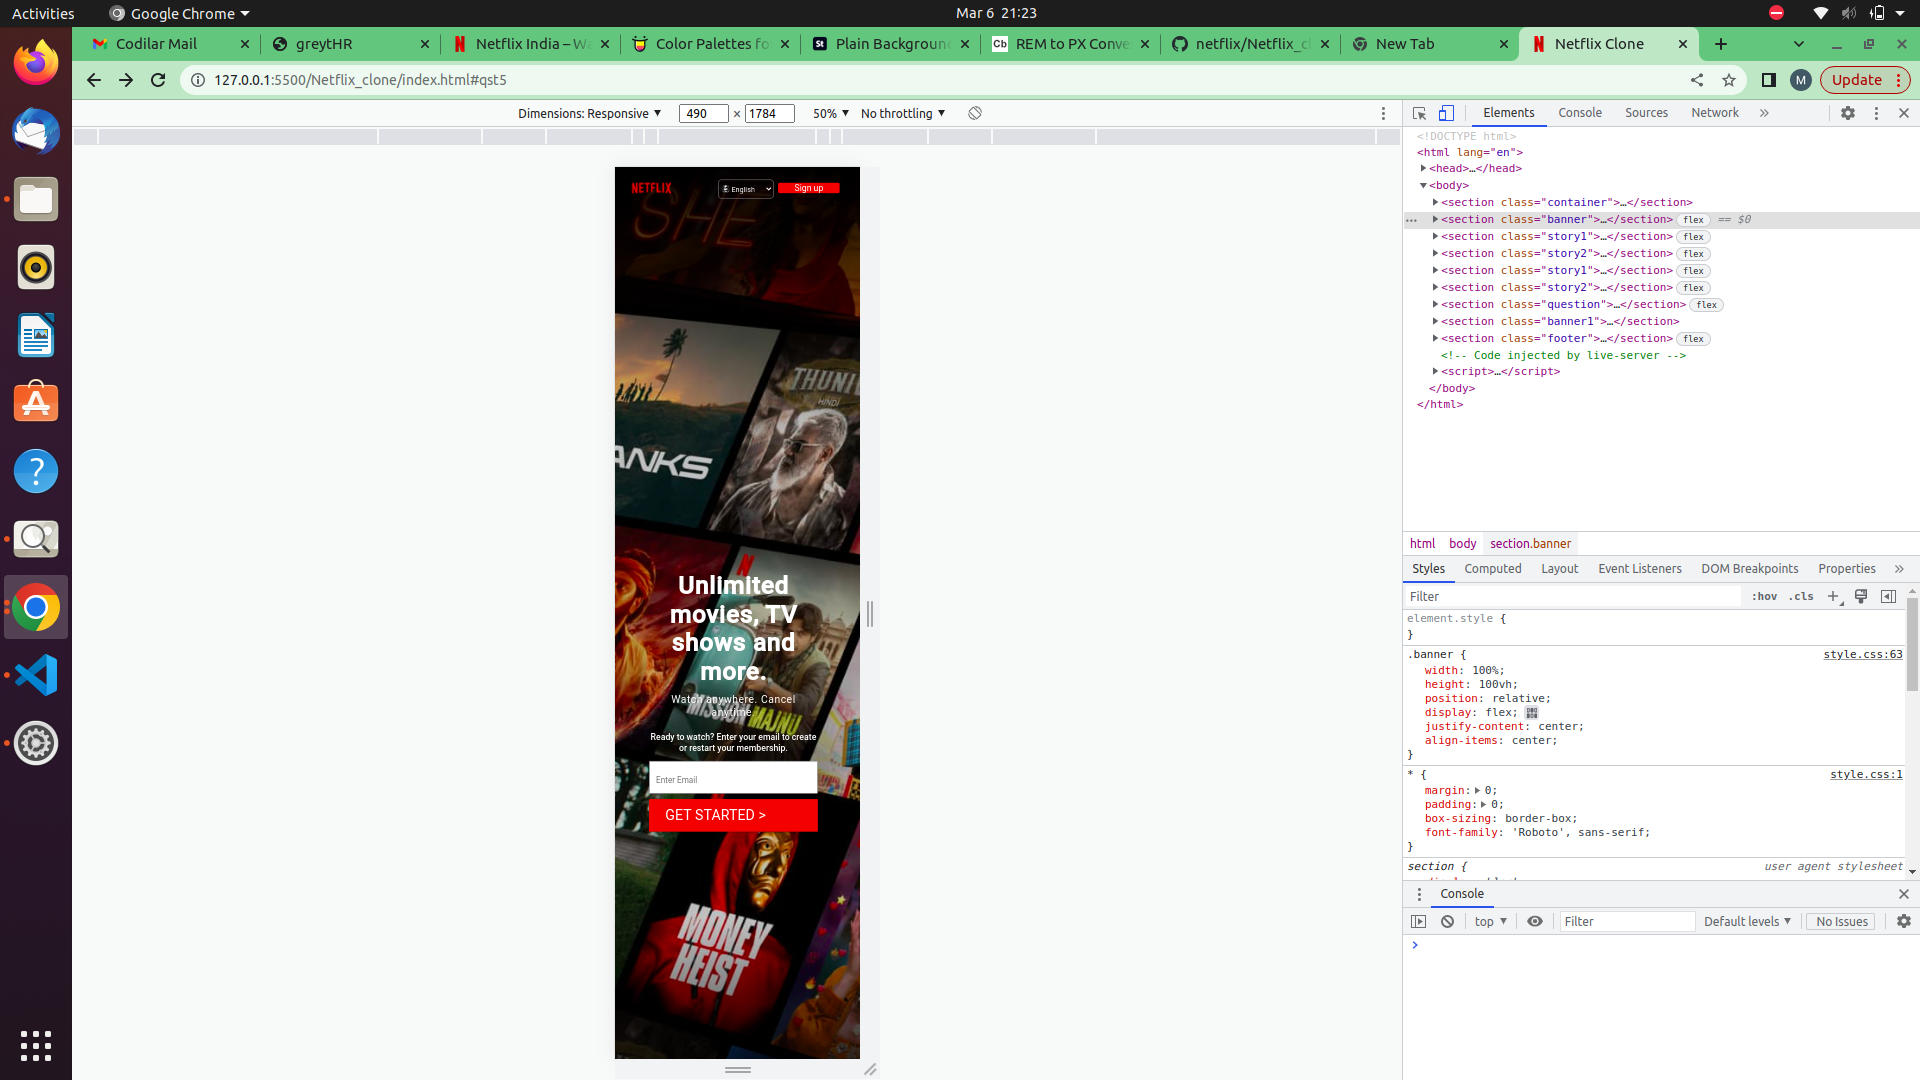 Activities
Google Chrome
Mar 6 21:23
Codilar Mail
greytHR
Netflix India – Wa
Color Palettes fo
Plain Background
REM to PX Conve
netflix/Netflix_cl
New Tab
Netflix Clone
127.0.0.1:5500/Netflix_clone/index.html#qst5
M
Update
Dimensions: Responsive
490 × 1784
50%
No throttling
NETFLIX
English
Sign up
SHE
THUNI
HINDI
ANKS
Unlimited
movies, TV
shows and
more.
Watch anywhere. Cancel
anytime.
MISSION MAJNU
Ready to watch? Enter your email to create
or restart your membership.
Enter Email
GET STARTED >
MONEY
HEIST
Elements
Console
Sources
Network
<!DOCTYPE html>
<html lang="en">
<head>…</head>
<body>
<section class="container">…</section>
<section class="banner">…</section> flex == $0
<section class="story1">…</section> flex
<section class="story2">…</section> flex
<section class="story1">…</section> flex
<section class="story2">…</section> flex
<section class="question">…</section> flex
<section class="banner1">…</section>
<section class="footer">…</section> flex
<!-- Code injected by live-server -->
<script>…</script>
</body>
</html>
html body section.banner
Styles
Computed
Layout
Event Listeners
DOM Breakpoints
Properties
Filter
:hov .cls
element.style {
}
.banner { style.css:63
width: 100%;
height: 100vh;
position: relative;
display: flex;
justify-content: center;
align-items: center;
}
* { style.css:1
margin: 0;
padding: 0;
box-sizing: border-box;
font-family: 'Roboto', sans-serif;
}
section { user agent stylesheet
Console
top
Filter
Default levels
No Issues